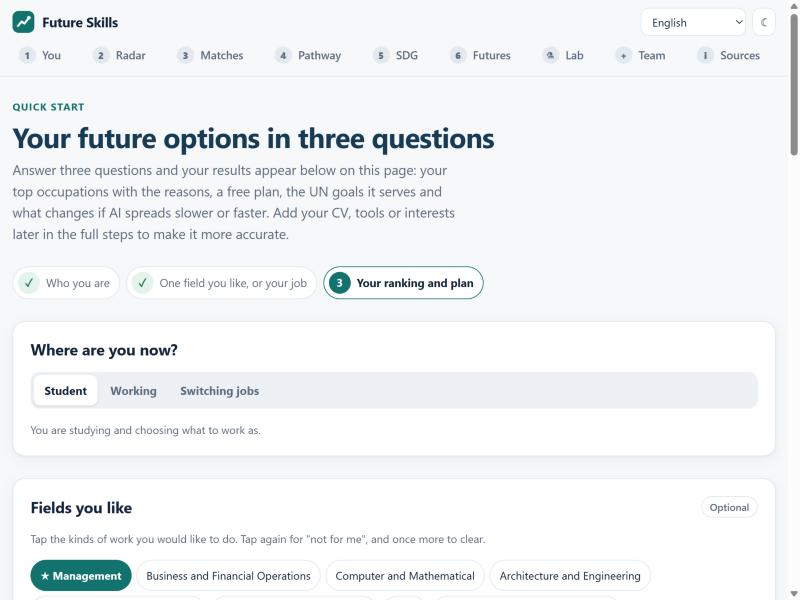 Future Skills
English
1 You
2 Radar
3 Matches
4 Pathway
5 SDG
6 Futures
Lab
+ Team
i Sources
QUICK START
Your future options in three questions
Answer three questions and your results appear below on this page: your
top occupations with the reasons, a free plan, the UN goals it serves and
what changes if AI spreads slower or faster. Add your CV, tools or interests
later in the full steps to make it more accurate.
✓ Who you are
✓ One field you like, or your job
3 Your ranking and plan
Where are you now?
Student
Working
Switching jobs
You are studying and choosing what to work as.
Fields you like
Optional
Tap the kinds of work you would like to do. Tap again for "not for me", and once more to clear.
★ Management
Business and Financial Operations
Computer and Mathematical
Architecture and Engineering